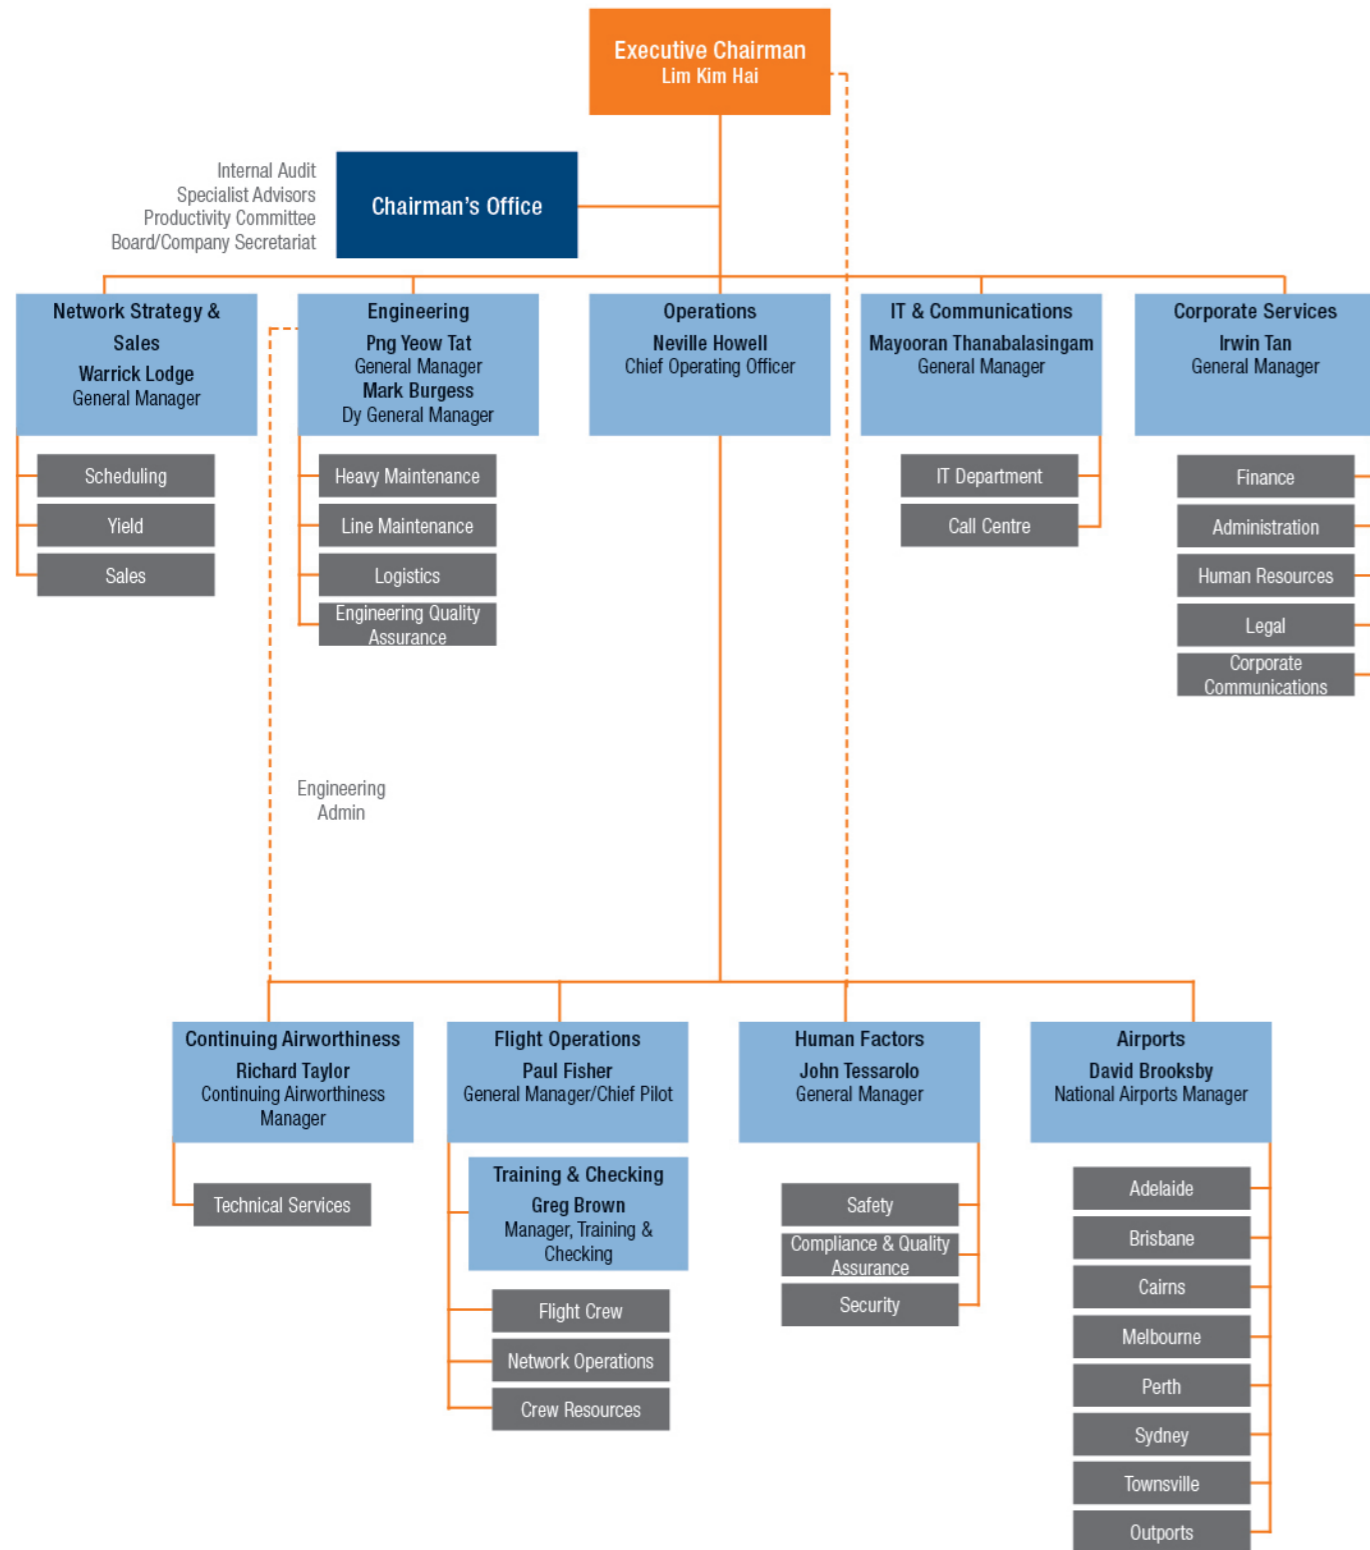 Executive Chairman
Lim Kim Hai
Internal Audit
Specialist Advisors
Productivity Committee
Board/Company Secretariat
Chairman’s Office
Network Strategy &
Sales
Warrick Lodge
General Manager
Scheduling
Yield
Sales
Engineering
Png Yeow Tat
General Manager
Mark Burgess
Dy General Manager
Heavy Maintenance
Line Maintenance
Logistics
Engineering Quality
Assurance
Operations
Neville Howell
Chief Operating Officer
IT & Communications
Mayooran Thanabalasingam
General Manager
IT Department
Call Centre
Corporate Services
Irwin Tan
General Manager
Finance
Administration
Human Resources
Legal
Corporate
Communications
Engineering
Admin
Continuing Airworthiness
Richard Taylor
Continuing Airworthiness
Manager
Technical Services
Flight Operations
Paul Fisher
General Manager/Chief Pilot
Training & Checking
Greg Brown
Manager, Training &
Checking
Flight Crew
Network Operations
Crew Resources
Human Factors
John Tessarolo
General Manager
Safety
Compliance & Quality
Assurance
Security
Airports
David Brooksby
National Airports Manager
Adelaide
Brisbane
Cairns
Melbourne
Perth
Sydney
Townsville
Outports